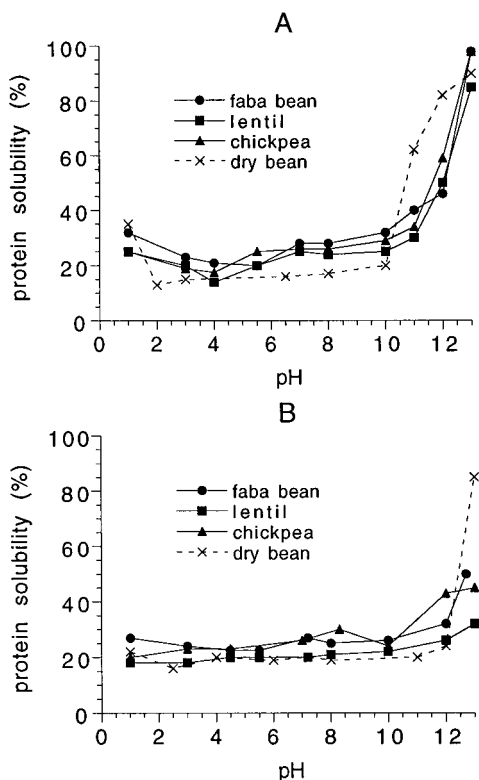 A
protein solubility (%)
100
80
60
40
20
0
faba bean
lentil
chickpea
dry bean
0 2 4 6 8 10 12
pH
B
protein solubility (%)
100
80
60
40
20
0
faba bean
lentil
chickpea
dry bean
0 2 4 6 8 10 12
pH